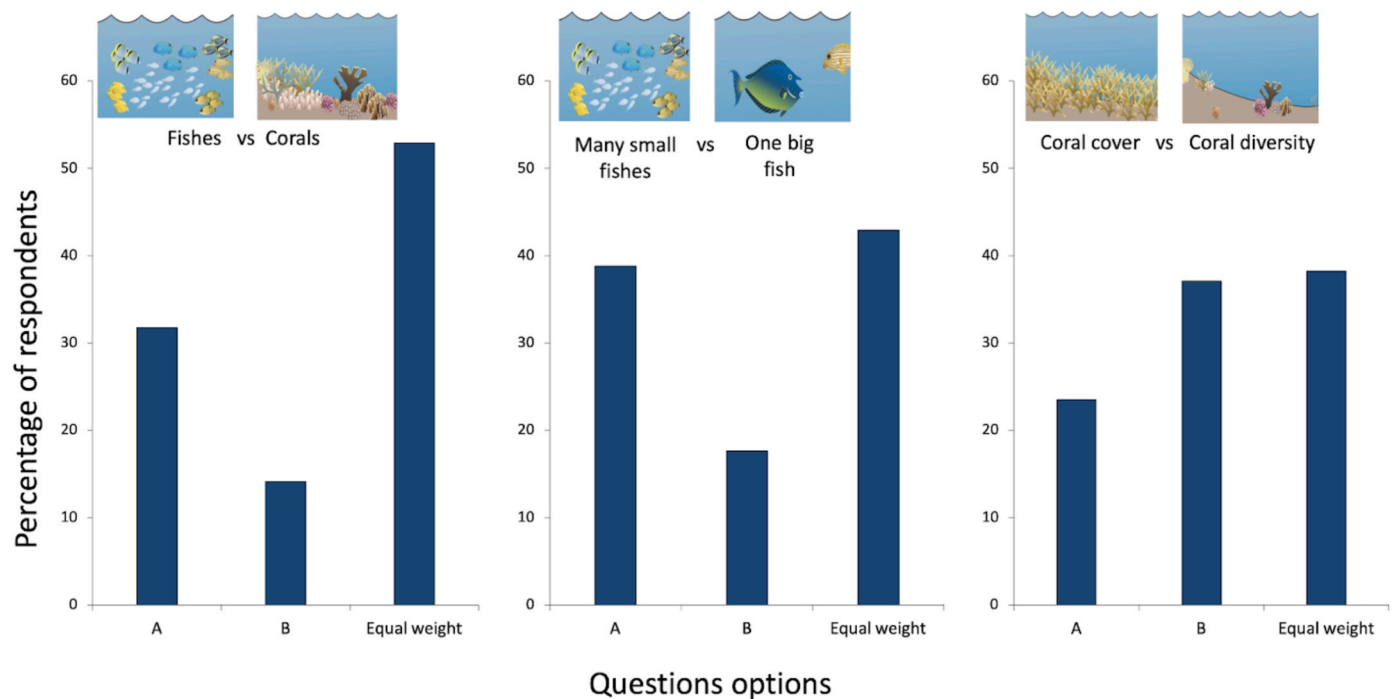 Percentage of respondents
60
50
40
30
20
10
0
Fishes vs Corals
A B Equal weight
60
50
40
30
20
10
0
Many small vs One big
fishes fish
A B Equal weight
60
50
40
30
20
10
0
Coral cover vs Coral diversity
A B Equal weight
Questions options